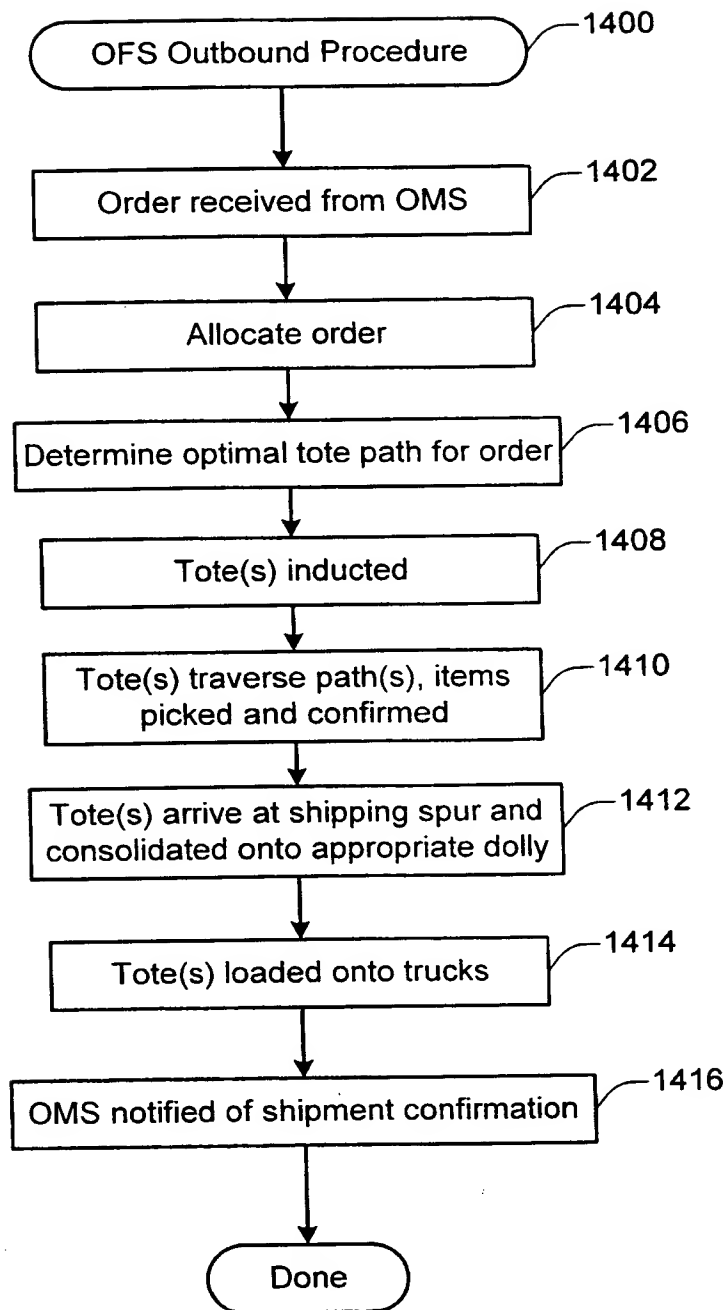 OFS Outbound Procedure
1400
Order received from OMS
1402
Allocate order
1404
Determine optimal tote path for order
1406
Tote(s) inducted
1408
Tote(s) traverse path(s), items
picked and confirmed
1410
Tote(s) arrive at shipping spur and
consolidated onto appropriate dolly
1412
Tote(s) loaded onto trucks
1414
OMS notified of shipment confirmation
1416
Done